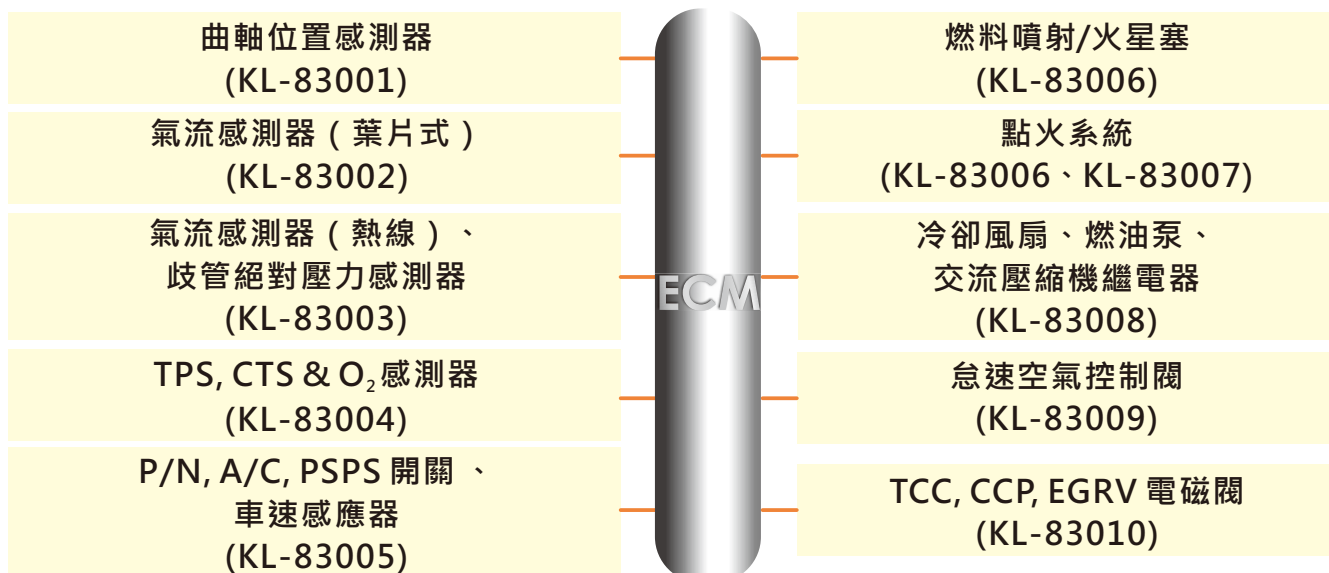 曲軸位置感測器
(KL-83001)
氣流感測器（葉片式）
(KL-83002)
氣流感測器（熱線）、
歧管絕對壓力感測器
(KL-83003)
TPS, CTS & O₂感測器
(KL-83004)
P/N, A/C, PSPS 開關 、
車速感應器
(KL-83005)
ECM
燃料噴射/火星塞
(KL-83006)
點火系統
(KL-83006、KL-83007)
冷卻風扇、燃油泵、
交流壓縮機繼電器
(KL-83008)
怠速空氣控制閥
(KL-83009)
TCC, CCP, EGRV 電磁閥
(KL-83010)